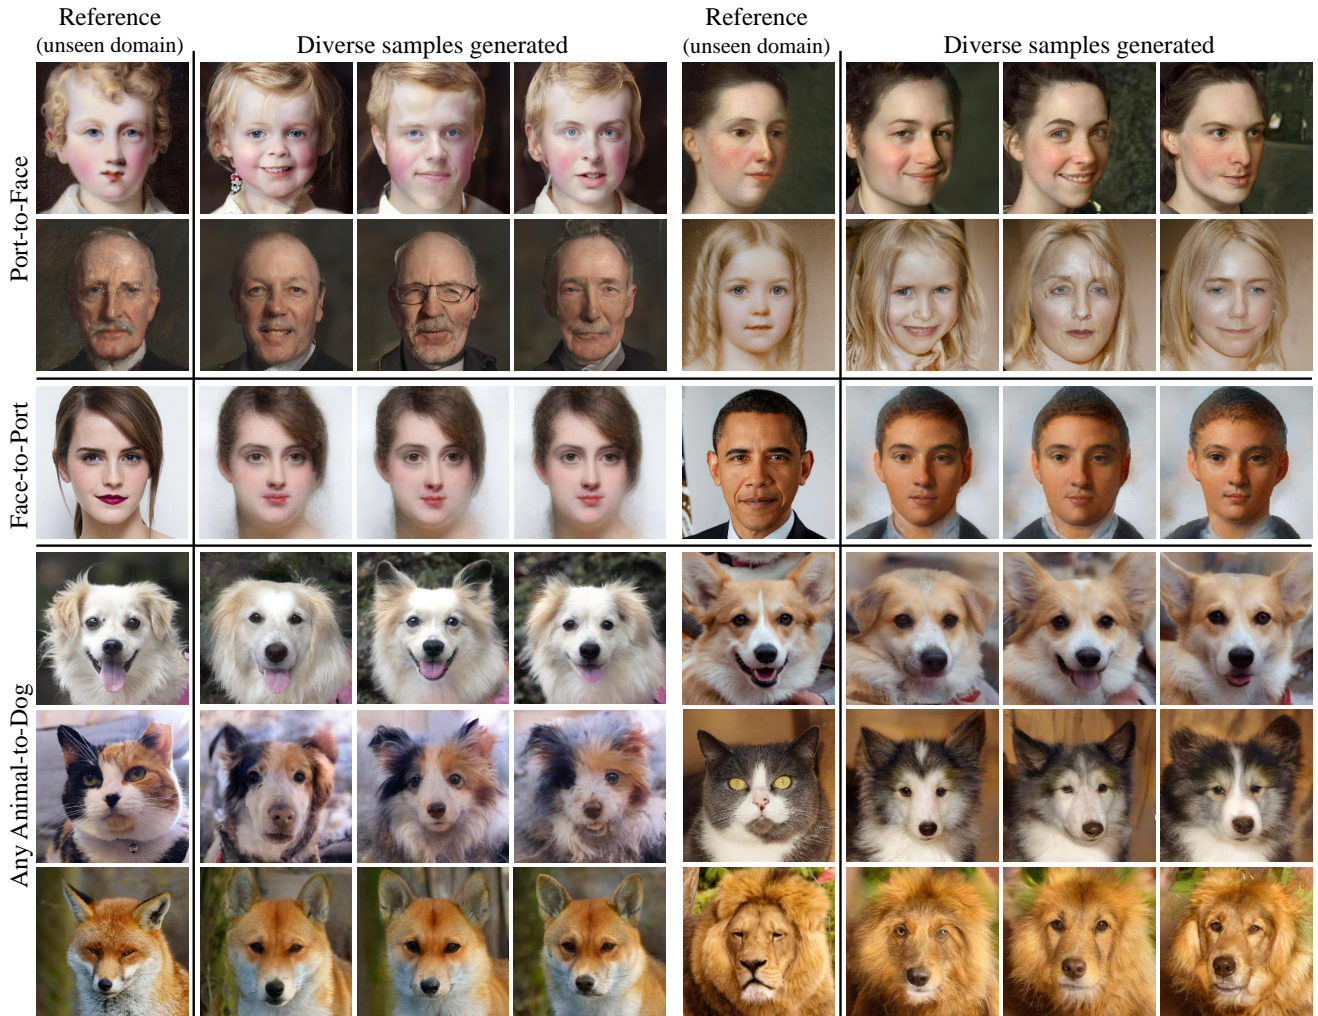 Reference
(unseen domain)
Diverse samples generated
Reference
(unseen domain)
Diverse samples generated
Port-to-Face
Face-to-Port
Any Animal-to-Dog